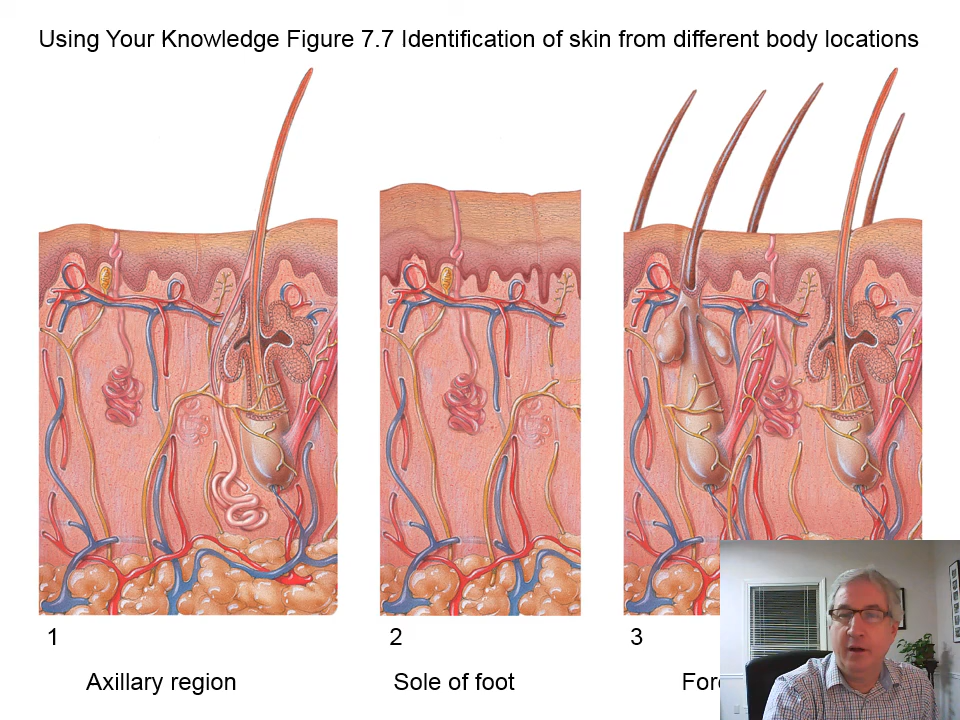 Using Your Knowledge Figure 7.7 Identification of skin from different body locations
1
2
3
Axillary region
Sole of foot